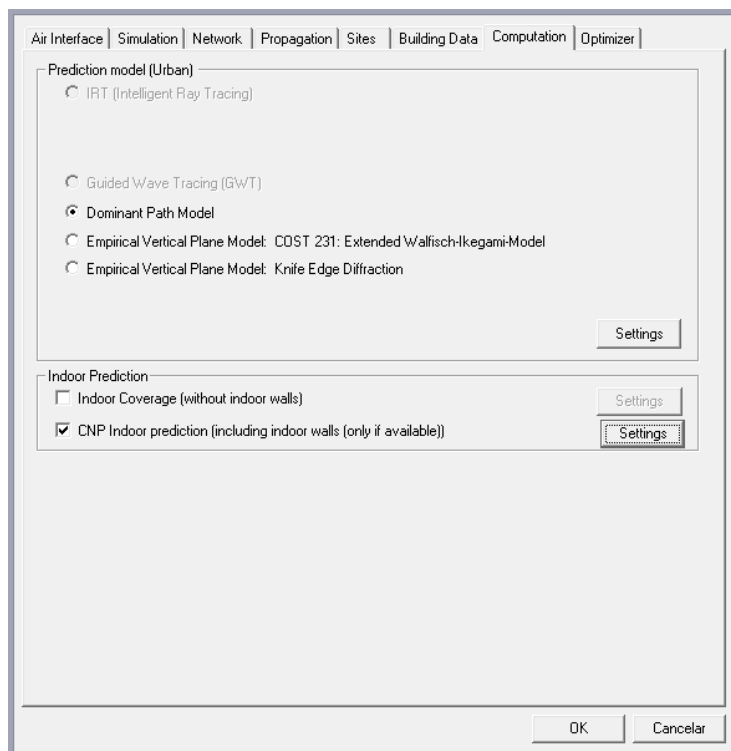 Air Interface Simulation Network Propagation Sites Building Data Computation Optimizer
Prediction model (Urban)
IRT (Intelligent Ray Tracing)
Guided Wave Tracing (GWT)
Dominant Path Model
Empirical Vertical Plane Model: COST 231: Extended Walfisch-Ikegami-Model
Empirical Vertical Plane Model: Knife Edge Diffraction
Settings
Indoor Prediction
Indoor Coverage (without indoor walls) Settings
CNP Indoor prediction (including indoor walls (only if available)) Settings
OK Cancelar